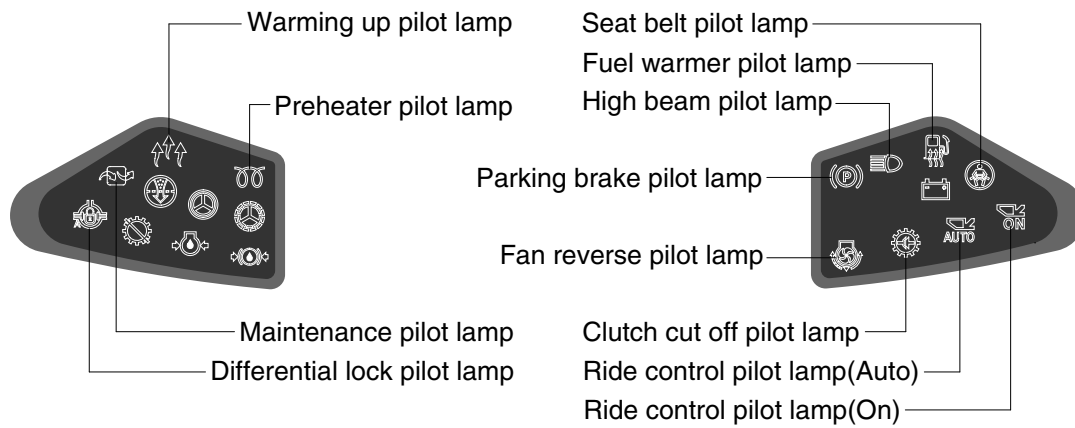 Warming up pilot lamp
Preheater pilot lamp
A
Maintenance pilot lamp
Differential lock pilot lamp
Seat belt pilot lamp
Fuel warmer pilot lamp
High beam pilot lamp
Parking brake pilot lamp
(P)
ON
AUTO
Fan reverse pilot lamp
Clutch cut off pilot lamp
Ride control pilot lamp(Auto)
Ride control pilot lamp(On)